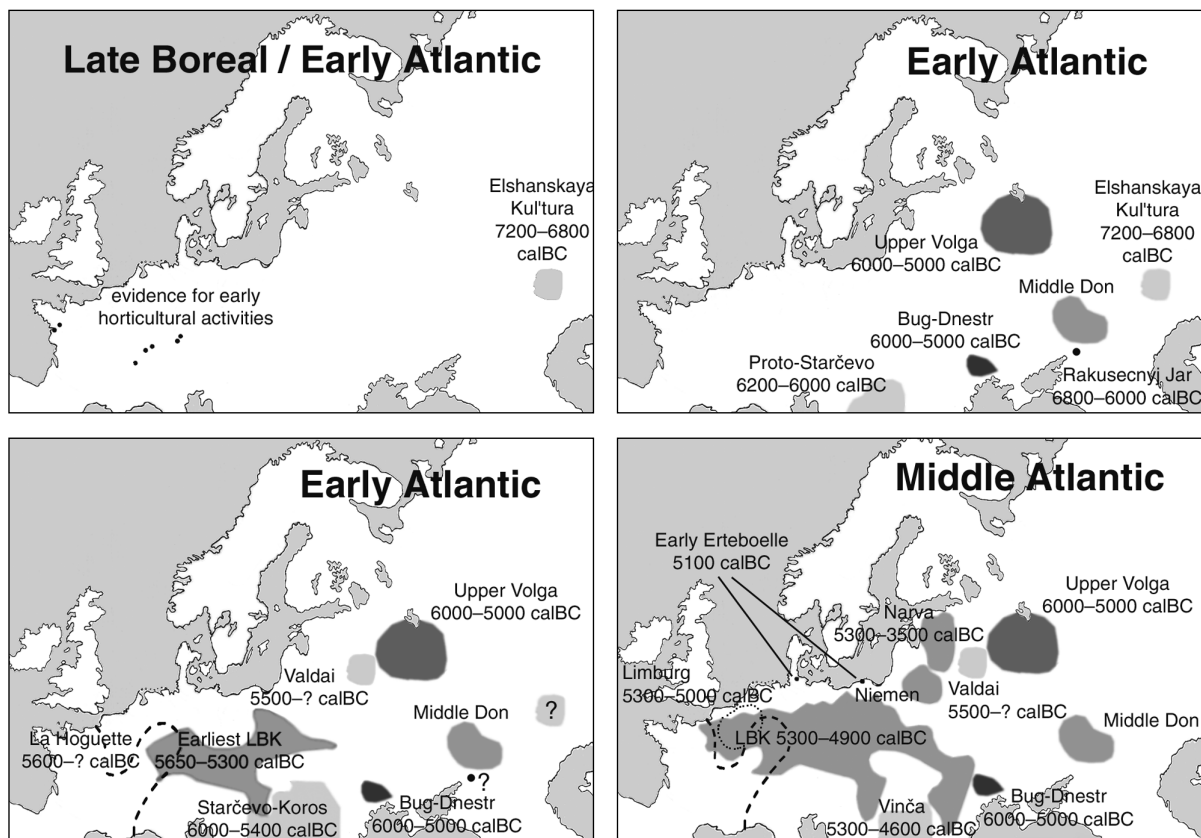 Late Boreal / Early Atlantic
Elshanskaya
Kul'tura
7200–6800
calBC
evidence for early
horticultural activities
Early Atlantic
Elshanskaya
Kul'tura
7200–6800
calBC
Upper Volga
6000–5000 calBC
Middle Don
Bug-Dnestr
6000–5000 calBC
Proto-Starčevo
6200–6000 calBC
Rakusecnyj Jar
6800–6000 calBC
Early Atlantic
Upper Volga
6000–5000 calBC
Valdai
5500–? calBC
?
Middle Don
La Hoguette
5600–? calBC
Earliest LBK
5650–5300 calBC
?
Starčevo-Koros
6000–5400 calBC
Bug-Dnestr
6000–5000 calBC
Middle Atlantic
Early Erteboelle
5100 calBC
Upper Volga
6000–5000 calBC
Narva
5300–3500 calBC
Limburg
5300–5000 calBC
Niemen
Valdai
5500–? calBC
Middle Don
LBK 5300–4900 calBC
Vinča
5300–4600 calBC
Bug-Dnestr
6000–5000 calBC